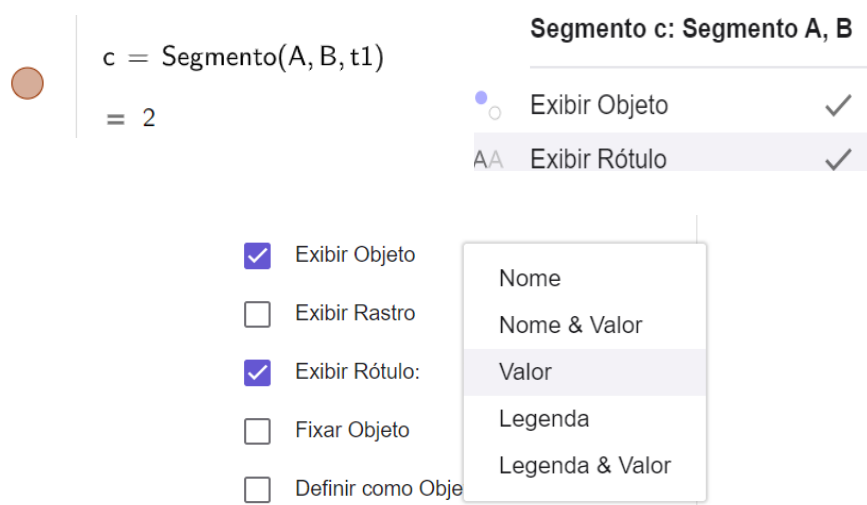 c = Segmento(A, B, t1)
= 2
Segmento c: Segmento A, B
Exibir Objeto
AA Exibir Rótulo
Exibir Objeto
Exibir Rastro
Exibir Rótulo:
Fixar Objeto
Definir como Obje
Nome
Nome & Valor
Valor
Legenda
Legenda & Valor